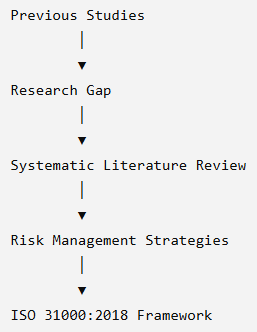 Previous Studies
Research Gap
Systematic Literature Review
Risk Management Strategies
ISO 31000:2018 Framework